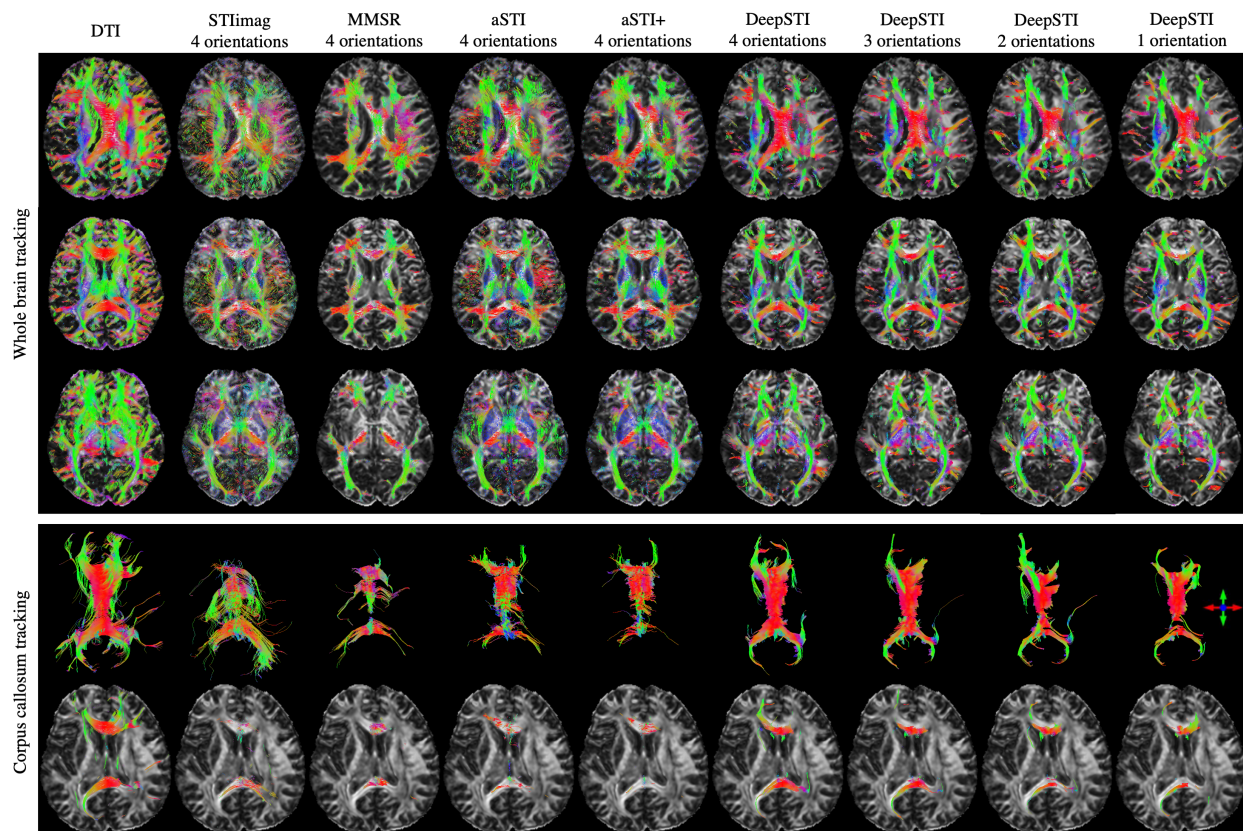 DTI
STIimag
4 orientations
MMSR
4 orientations
aSTI
4 orientations
aSTI+
4 orientations
DeepSTI
4 orientations
DeepSTI
3 orientations
DeepSTI
2 orientations
DeepSTI
1 orientation
Whole brain tracking
Corpus callosum tracking